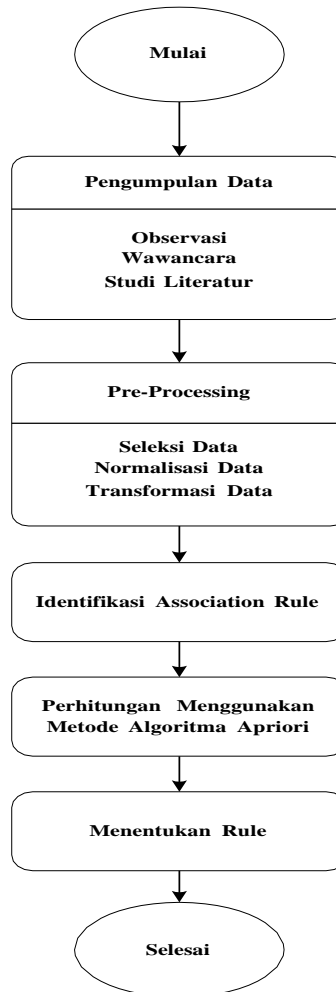 Mulai
Pengumpulan Data
Observasi
Wawancara
Studi Literatur
Pre-Processing
Seleksi Data
Normalisasi Data
Transformasi Data
Identifikasi Association Rule
Perhitungan Menggunakan
Metode Algoritma Apriori
Menentukan Rule
Selesai